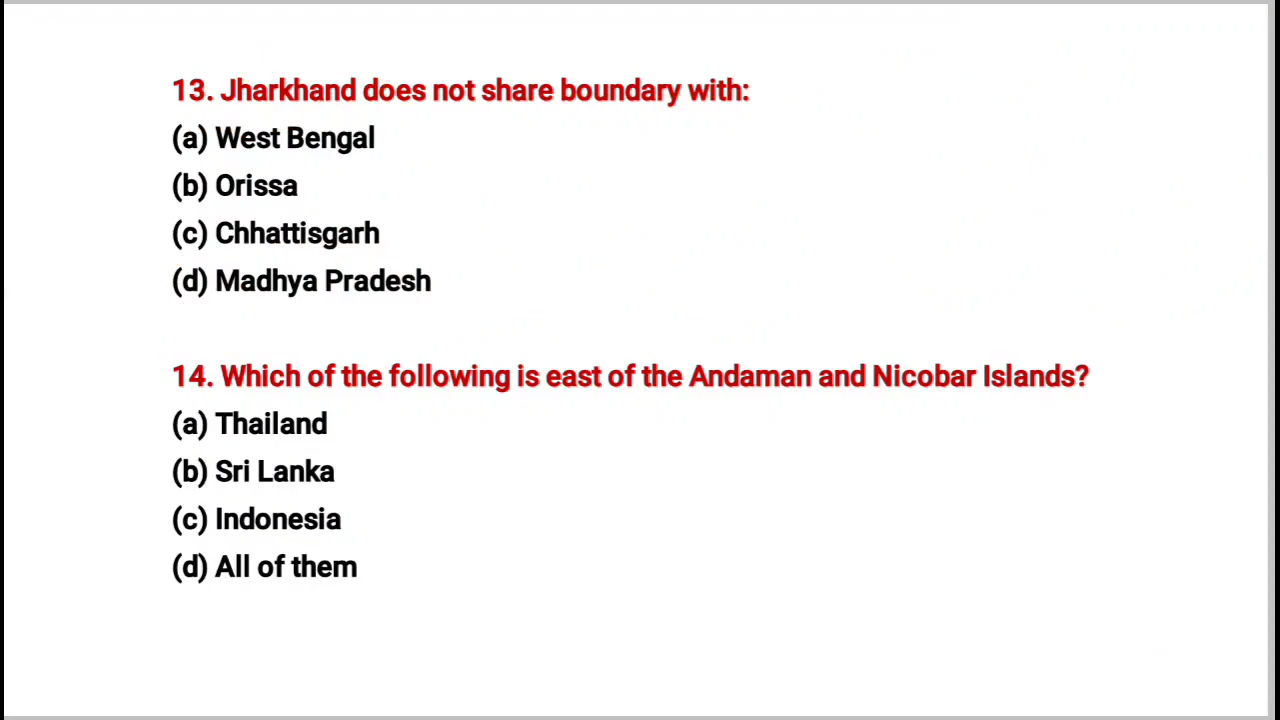 13. Jharkhand does not share boundary with:
(a) West Bengal
(b) Orissa
(c) Chhattisgarh
(d) Madhya Pradesh
14. Which of the following is east of the Andaman and Nicobar Islands?
(a) Thailand
(b) Sri Lanka
(c) Indonesia
(d) All of them